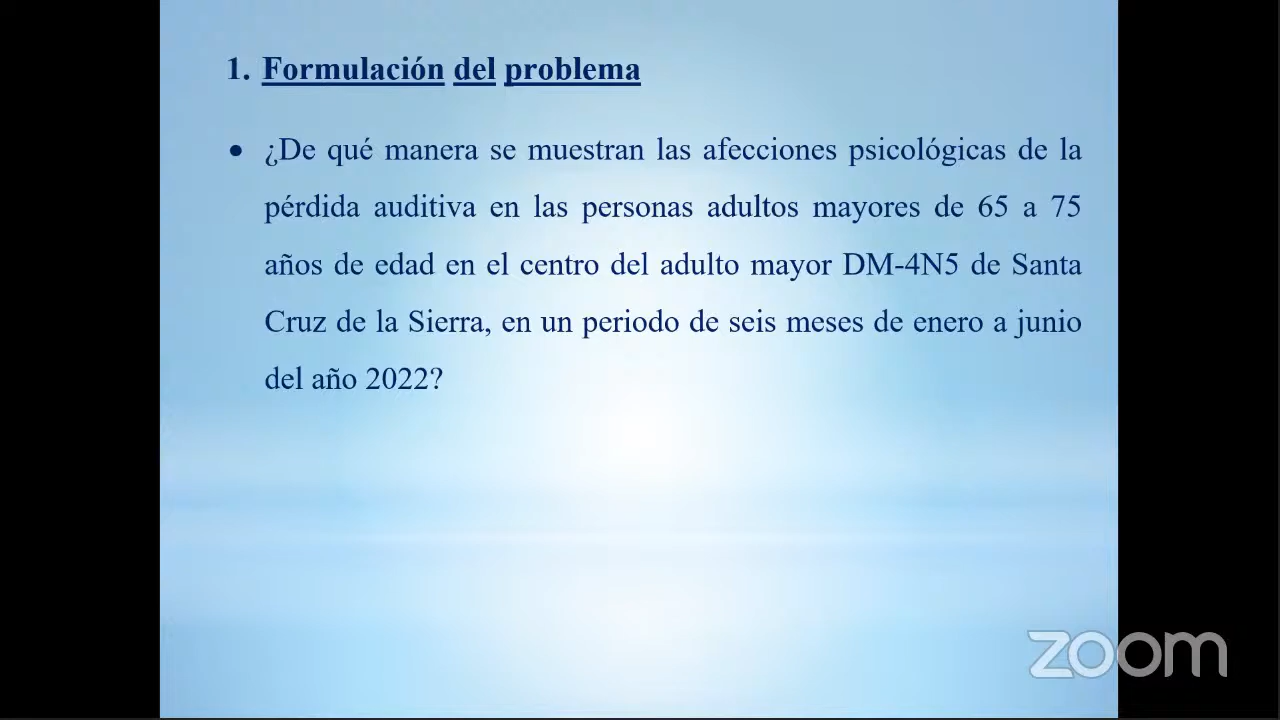 1. Formulación del problema
• ¿De qué manera se muestran las afecciones psicológicas de la
pérdida auditiva en las personas adultos mayores de 65 a 75
años de edad en el centro del adulto mayor DM-4N5 de Santa
Cruz de la Sierra, en un periodo de seis meses de enero a junio
del año 2022?
zoom